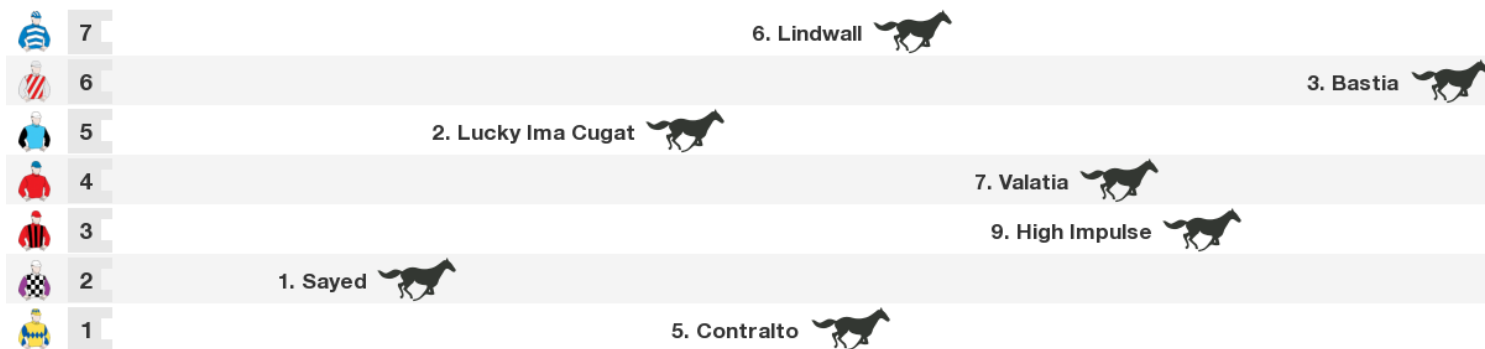 7 6. Lindwall
6 3. Bastia
5 2. Lucky Ima Cugat
4 7. Valatia
3 9. High Impulse
2 1. Sayed
1 5. Contralto